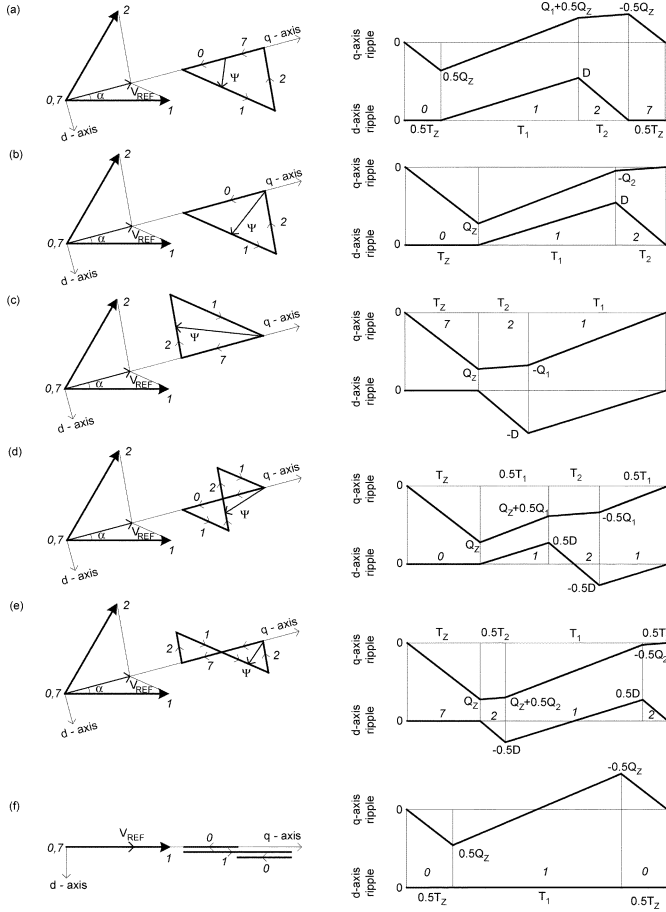 (a)
2
q - axis
0
7
Ψ
2
1
0,7
α
V_REF
1
d - axis
q-axis ripple
0
0.5Q_Z
Q_1+0.5Q_Z
-0.5Q_Z
D
d-axis ripple
0
0
1
2
7
0.5T_Z
T_1
T_2
0.5T_Z
(b)
2
q - axis
0
Ψ
2
1
0,7
α
V_REF
1
d - axis
q-axis ripple
0
Q_Z
-Q_2
D
d-axis ripple
0
0
1
2
T_Z
T_1
T_2
(c)
2
q - axis
1
Ψ
2
7
0,7
α
V_REF
1
d - axis
T_Z
T_2
T_1
q-axis ripple
0
7
2
1
Q_Z
-Q_1
d-axis ripple
0
-D
(d)
2
q - axis
1
2
0
Ψ
1
0,7
α
V_REF
1
d - axis
T_Z
0.5T_1
T_2
0.5T_1
q-axis ripple
0
Q_Z+0.5Q_1
-0.5Q_1
Q_Z
0.5D
d-axis ripple
0
0
1
2
1
-0.5D
(e)
2
q - axis
1
2
7
Ψ
2
0,7
α
V_REF
1
d - axis
T_Z
0.5T_2
T_1
0.5T
q-axis ripple
0
-0.5Q_2
Q_Z
Q_Z+0.5Q_2
0.5D
d-axis ripple
0
7
2
1
2
-0.5D
(f)
V_REF
0
q - axis
0,7
1
1
0
d - axis
q-axis ripple
0
-0.5Q_Z
0.5Q_Z
d-axis ripple
0
0
1
0
0.5T_Z
T_1
0.5T_Z